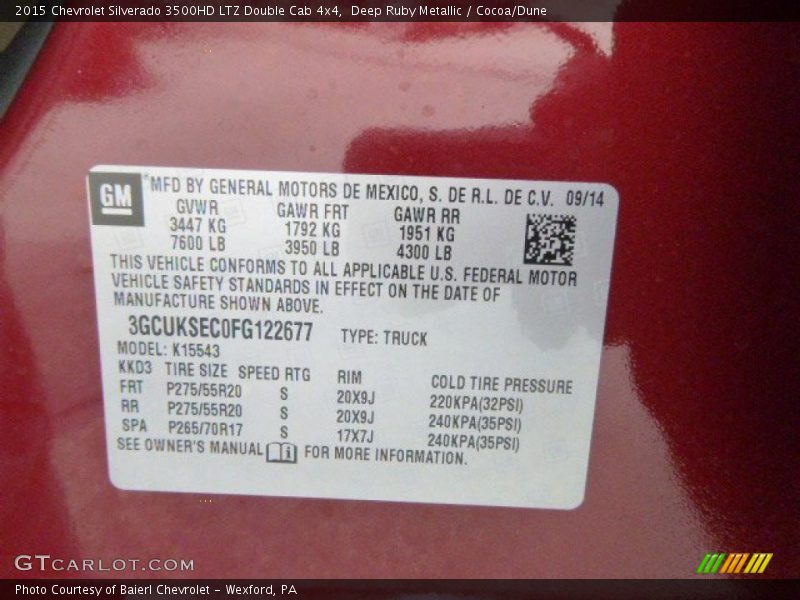 2015 Chevrolet Silverado 3500HD LTZ Double Cab 4x4,  Deep Ruby Metallic / Cocoa/Dune
GM MFD BY GENERAL MOTORS DE MEXICO, S. DE R.L. DE C.V. 09/14
GVWR GAWR FRT GAWR RR
3447 KG 1792 KG 1951 KG
7600 LB 3950 LB 4300 LB
THIS VEHICLE CONFORMS TO ALL APPLICABLE U.S. FEDERAL MOTOR
VEHICLE SAFETY STANDARDS IN EFFECT ON THE DATE OF
MANUFACTURE SHOWN ABOVE.
3GCUKSEC0FG122677 TYPE: TRUCK
MODEL: K15543
KKD3 TIRE SIZE SPEED RTG RIM COLD TIRE PRESSURE
FRT P275/55R20 S 20X9J 220KPA(32PSI)
RR P275/55R20 S 20X9J 240KPA(35PSI)
SPA P265/70R17 S 17X7J 240KPA(35PSI)
SEE OWNER'S MANUAL i FOR MORE INFORMATION.
GTCARLOT.COM
Photo Courtesy of Baierl Chevrolet - Wexford, PA